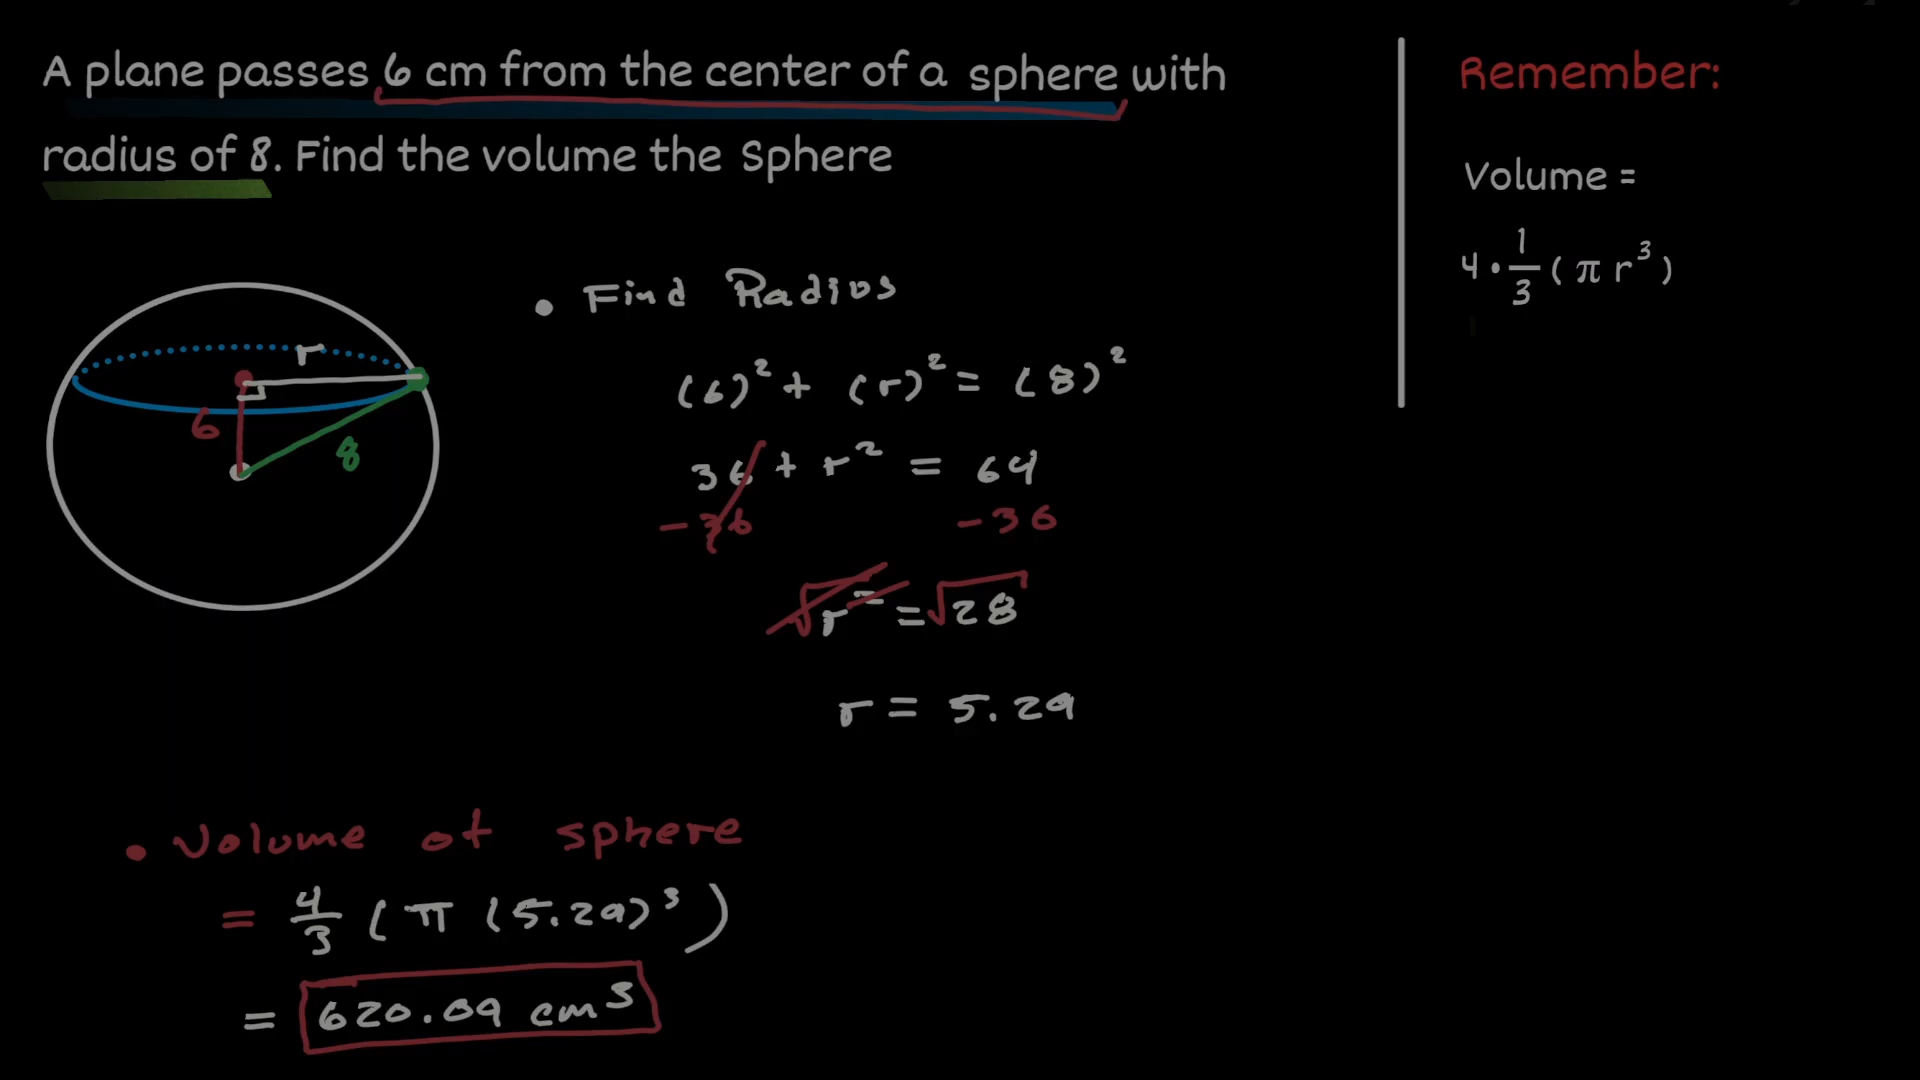 A plane passes 6 cm from the center of a sphere with
radius of 8. Find the volume the Sphere
Remember:
Volume =
4 · 1/3 ( π r³ )
r
6
8
• Find Radius
(6)² + (r)² = (8)²
36 + r² = 64
- 36 - 36
√r² = √28
r = 5.29
• Volume of sphere
= 4/3 ( π (5.29)³ )
= 620.09 cm³